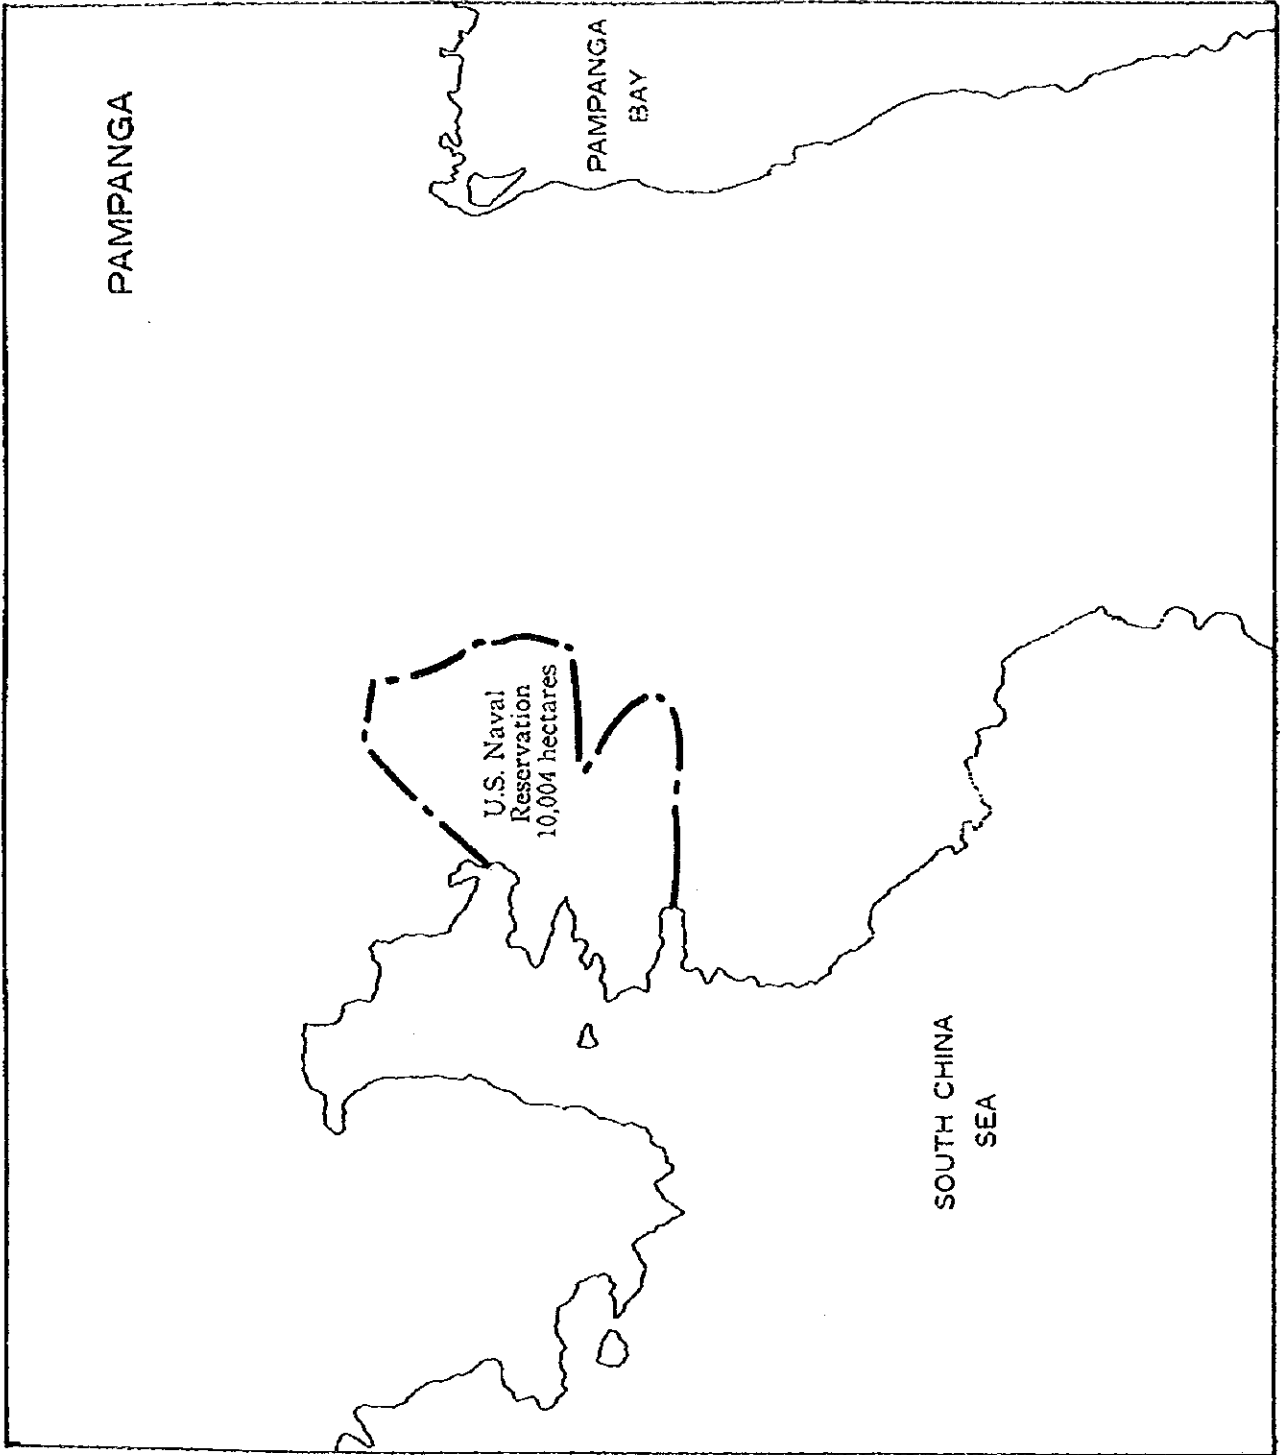 PAMPANGA
PAMPANGA
BAY
U.S. Naval
Reservation
10,004 hectares
SOUTH CHINA
SEA